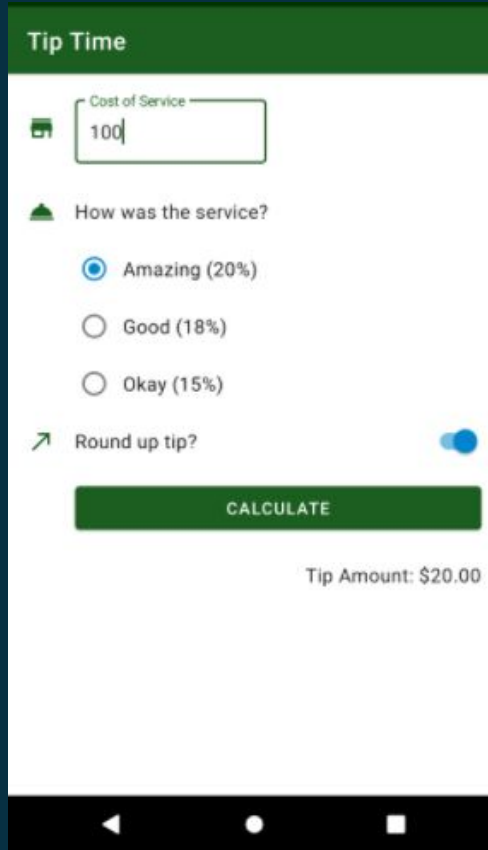 Tip Time
Cost of Service
100
How was the service?
Amazing (20%)
Good (18%)
Okay (15%)
Round up tip?
CALCULATE
Tip Amount: $20.00